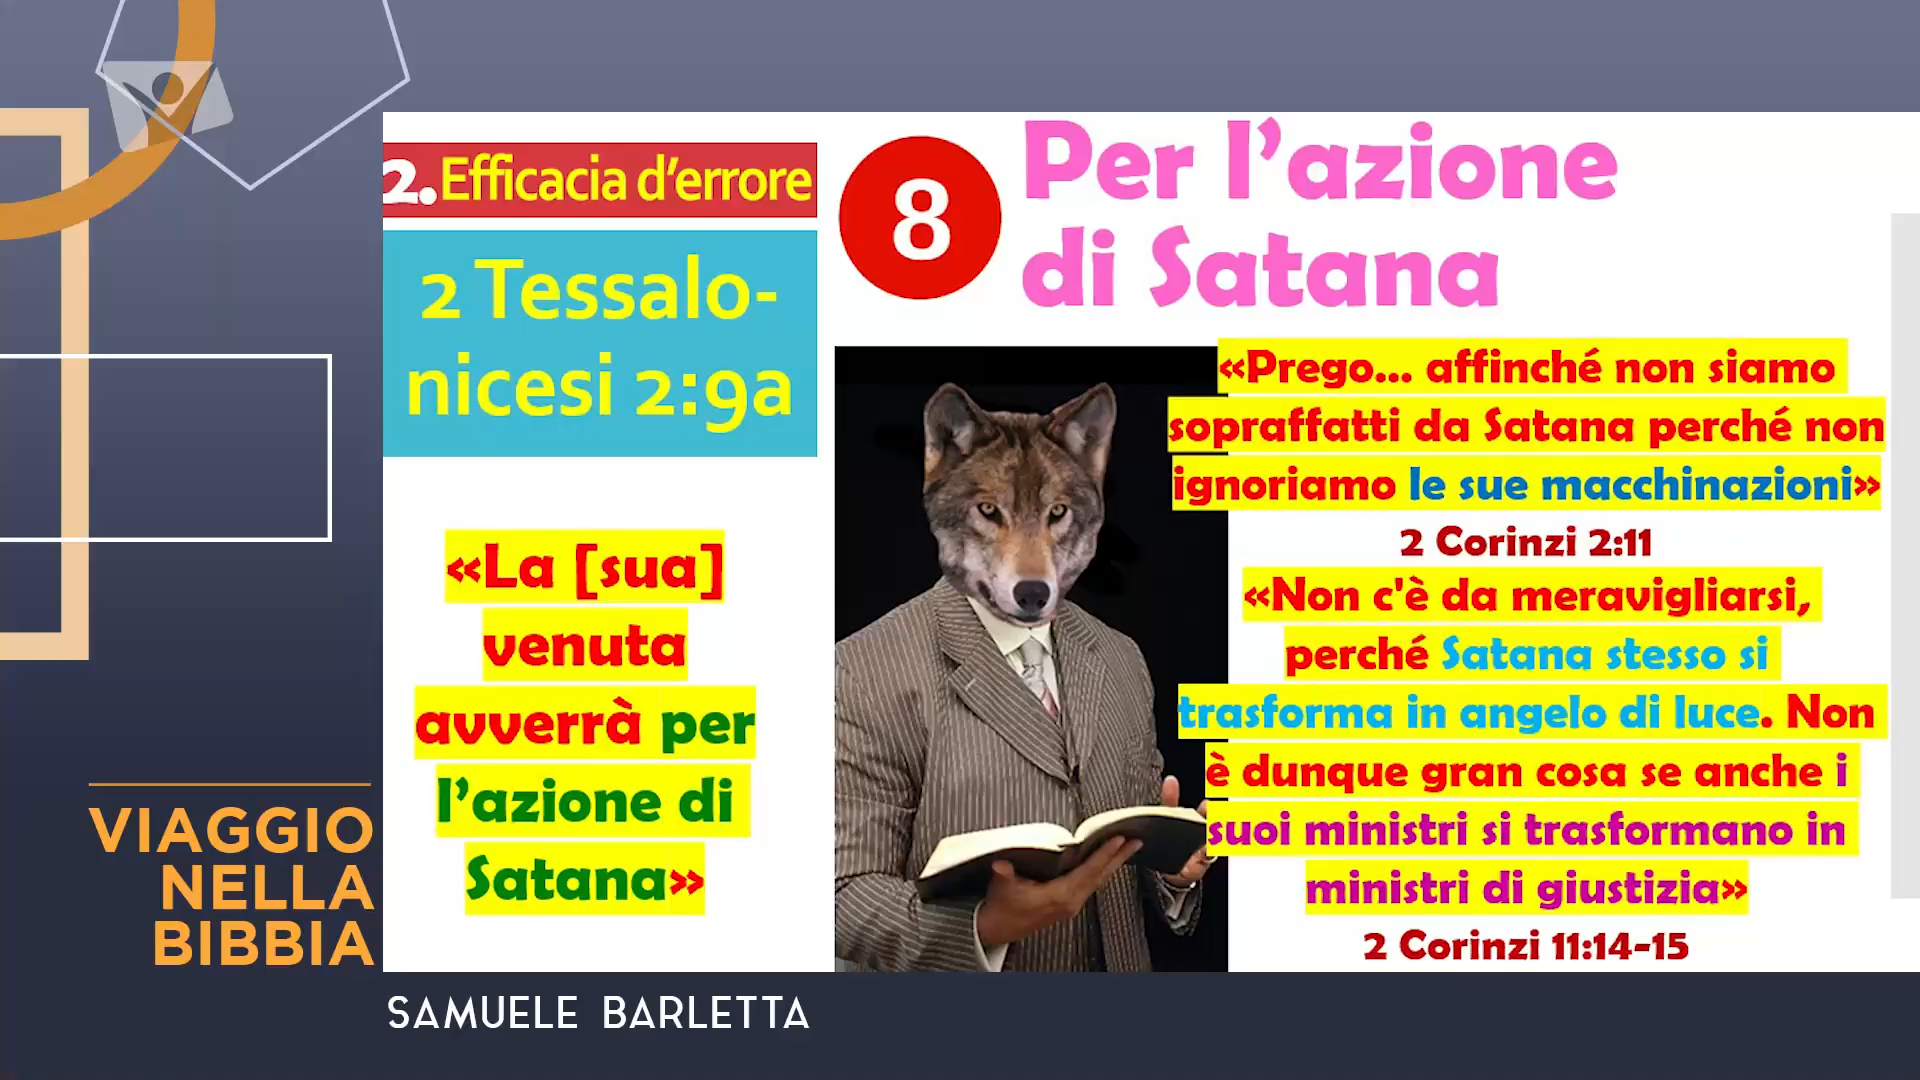 2. Efficacia d'errore
2 Tessalo-
nicesi 2:9a
«La [sua]
venuta
avverrà per
l'azione di
Satana»
8
Per l'azione
di Satana
«Prego... affinché non siamo
sopraffatti da Satana perché non
ignoriamo le sue macchinazioni»
2 Corinzi 2:11
«Non c'è da meravigliarsi,
perché Satana stesso si
trasforma in angelo di luce. Non
è dunque gran cosa se anche i
suoi ministri si trasformano in
ministri di giustizia»
2 Corinzi 11:14-15
VIAGGIO
NELLA
BIBBIA
SAMUELE BARLETTA